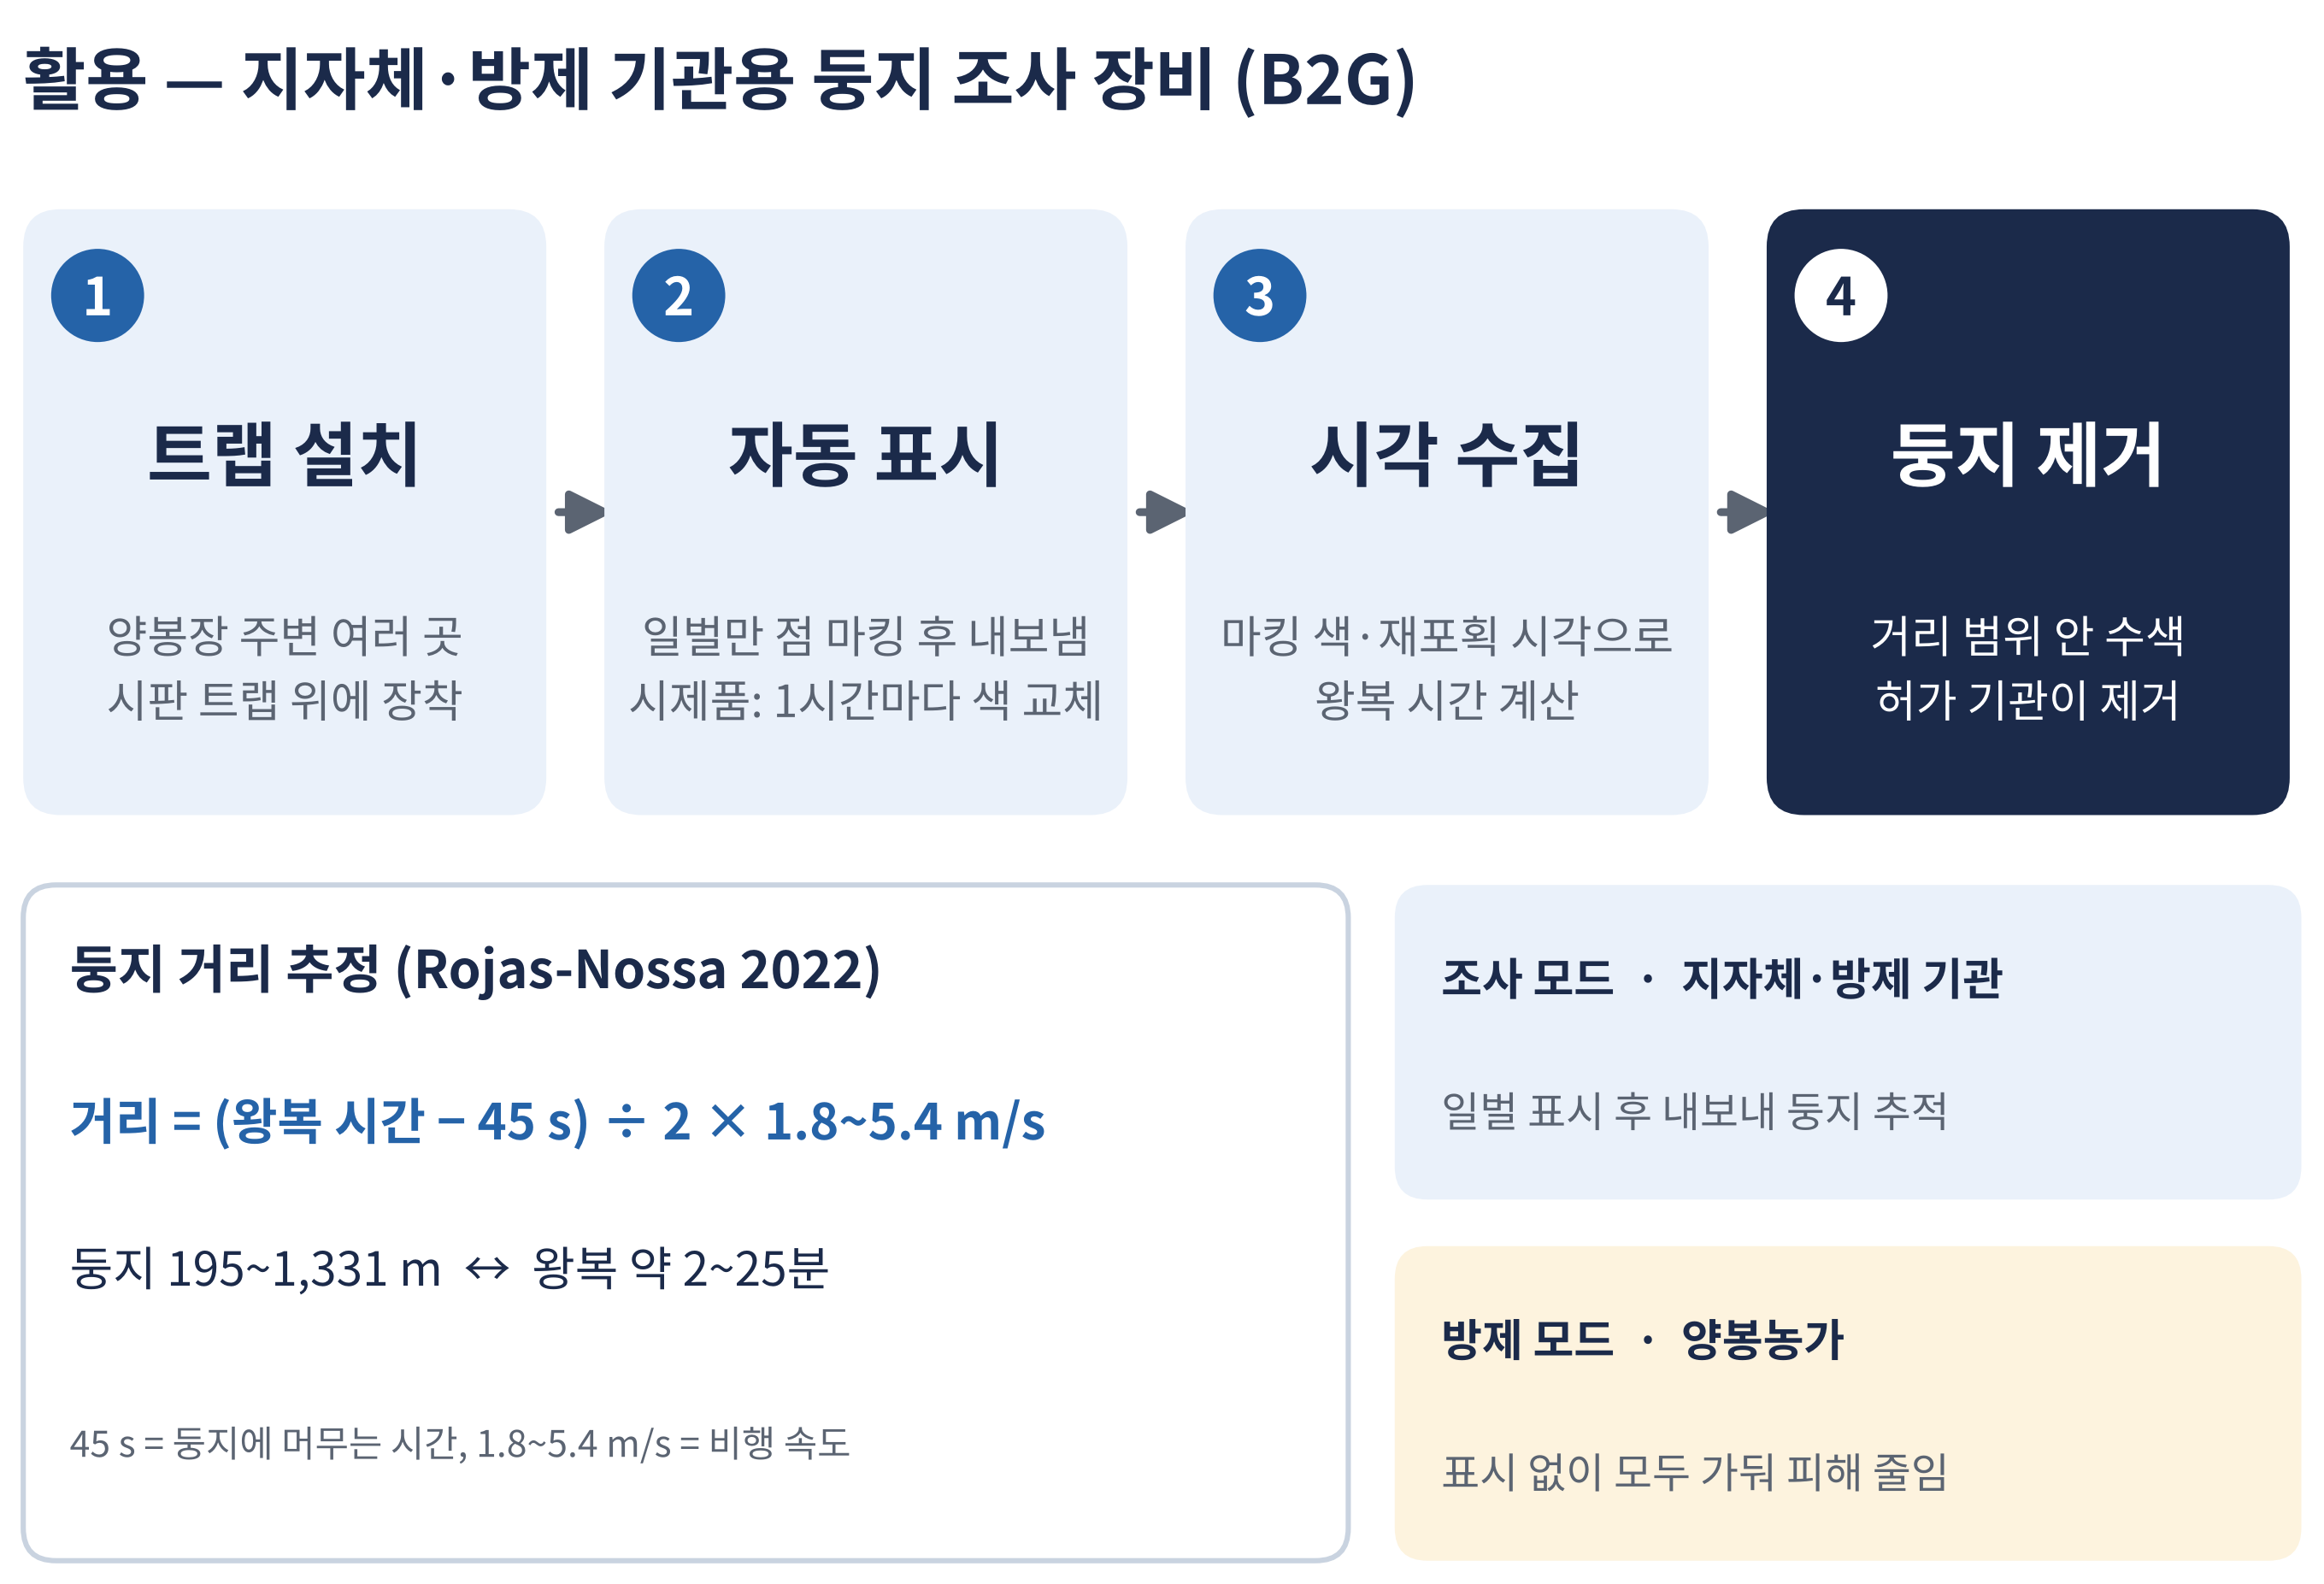 활용 — 지자체·방제 기관용 둥지 조사 장비 (B2G)
1
트랩 설치
양봉장 주변 여러 곳
시판 트랩에 장착
2
자동 표시
일부만 점 마킹 후 내보냄
시제품: 1시간마다 색 교체
3
시각 수집
마킹 색·재포획 시각으로
왕복 시간 계산
4
둥지 제거
거리 범위 안 수색
허가 기관이 제거
둥지 거리 추정 (Rojas-Nossa 2022)
거리 = (왕복 시간 − 45 s) ÷ 2 × 1.8~5.4 m/s
둥지 195~1,331 m ↔ 왕복 약 2~25분
45 s = 둥지에 머무는 시간, 1.8~5.4 m/s = 비행 속도
조사 모드 · 지자체·방제 기관
일부 표시 후 내보내 둥지 추적
방제 모드 · 양봉농가
표시 없이 모두 가둬 피해 줄임